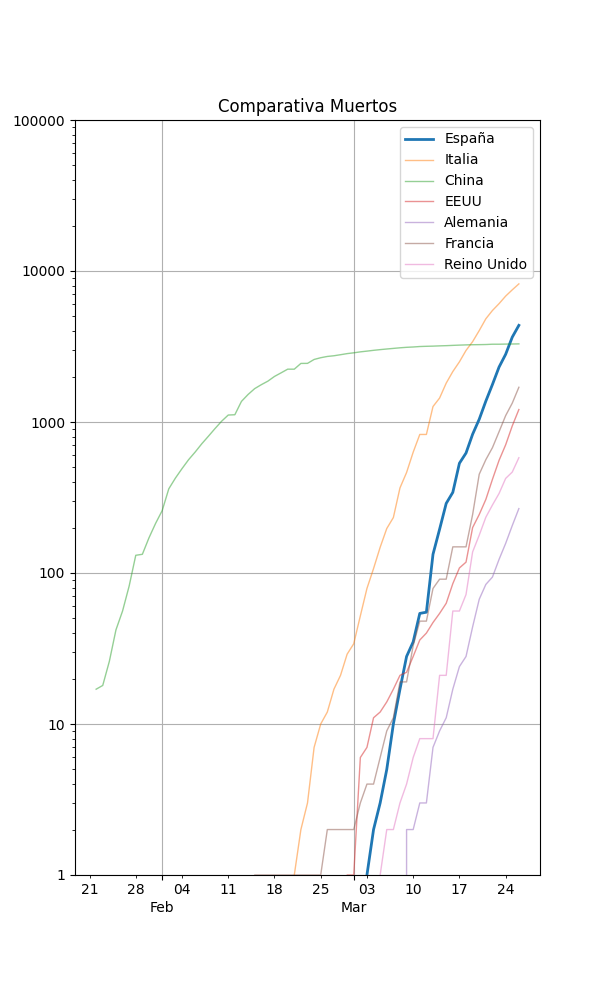 Comparativa Muertos
100000
10000
1000
100
10
1
España
Italia
China
EEUU
Alemania
Francia
Reino Unido
21 28 04 11 18 25 03 10 17 24
Feb Mar